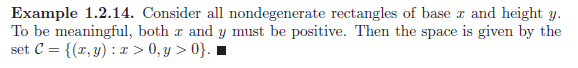 Example 1.2.14. Consider all nondegenerate rectangles of base x and height y.
To be meaningful, both x and y must be positive. Then the space is given by the
set C = {(x, y) : x > 0, y > 0}. ■